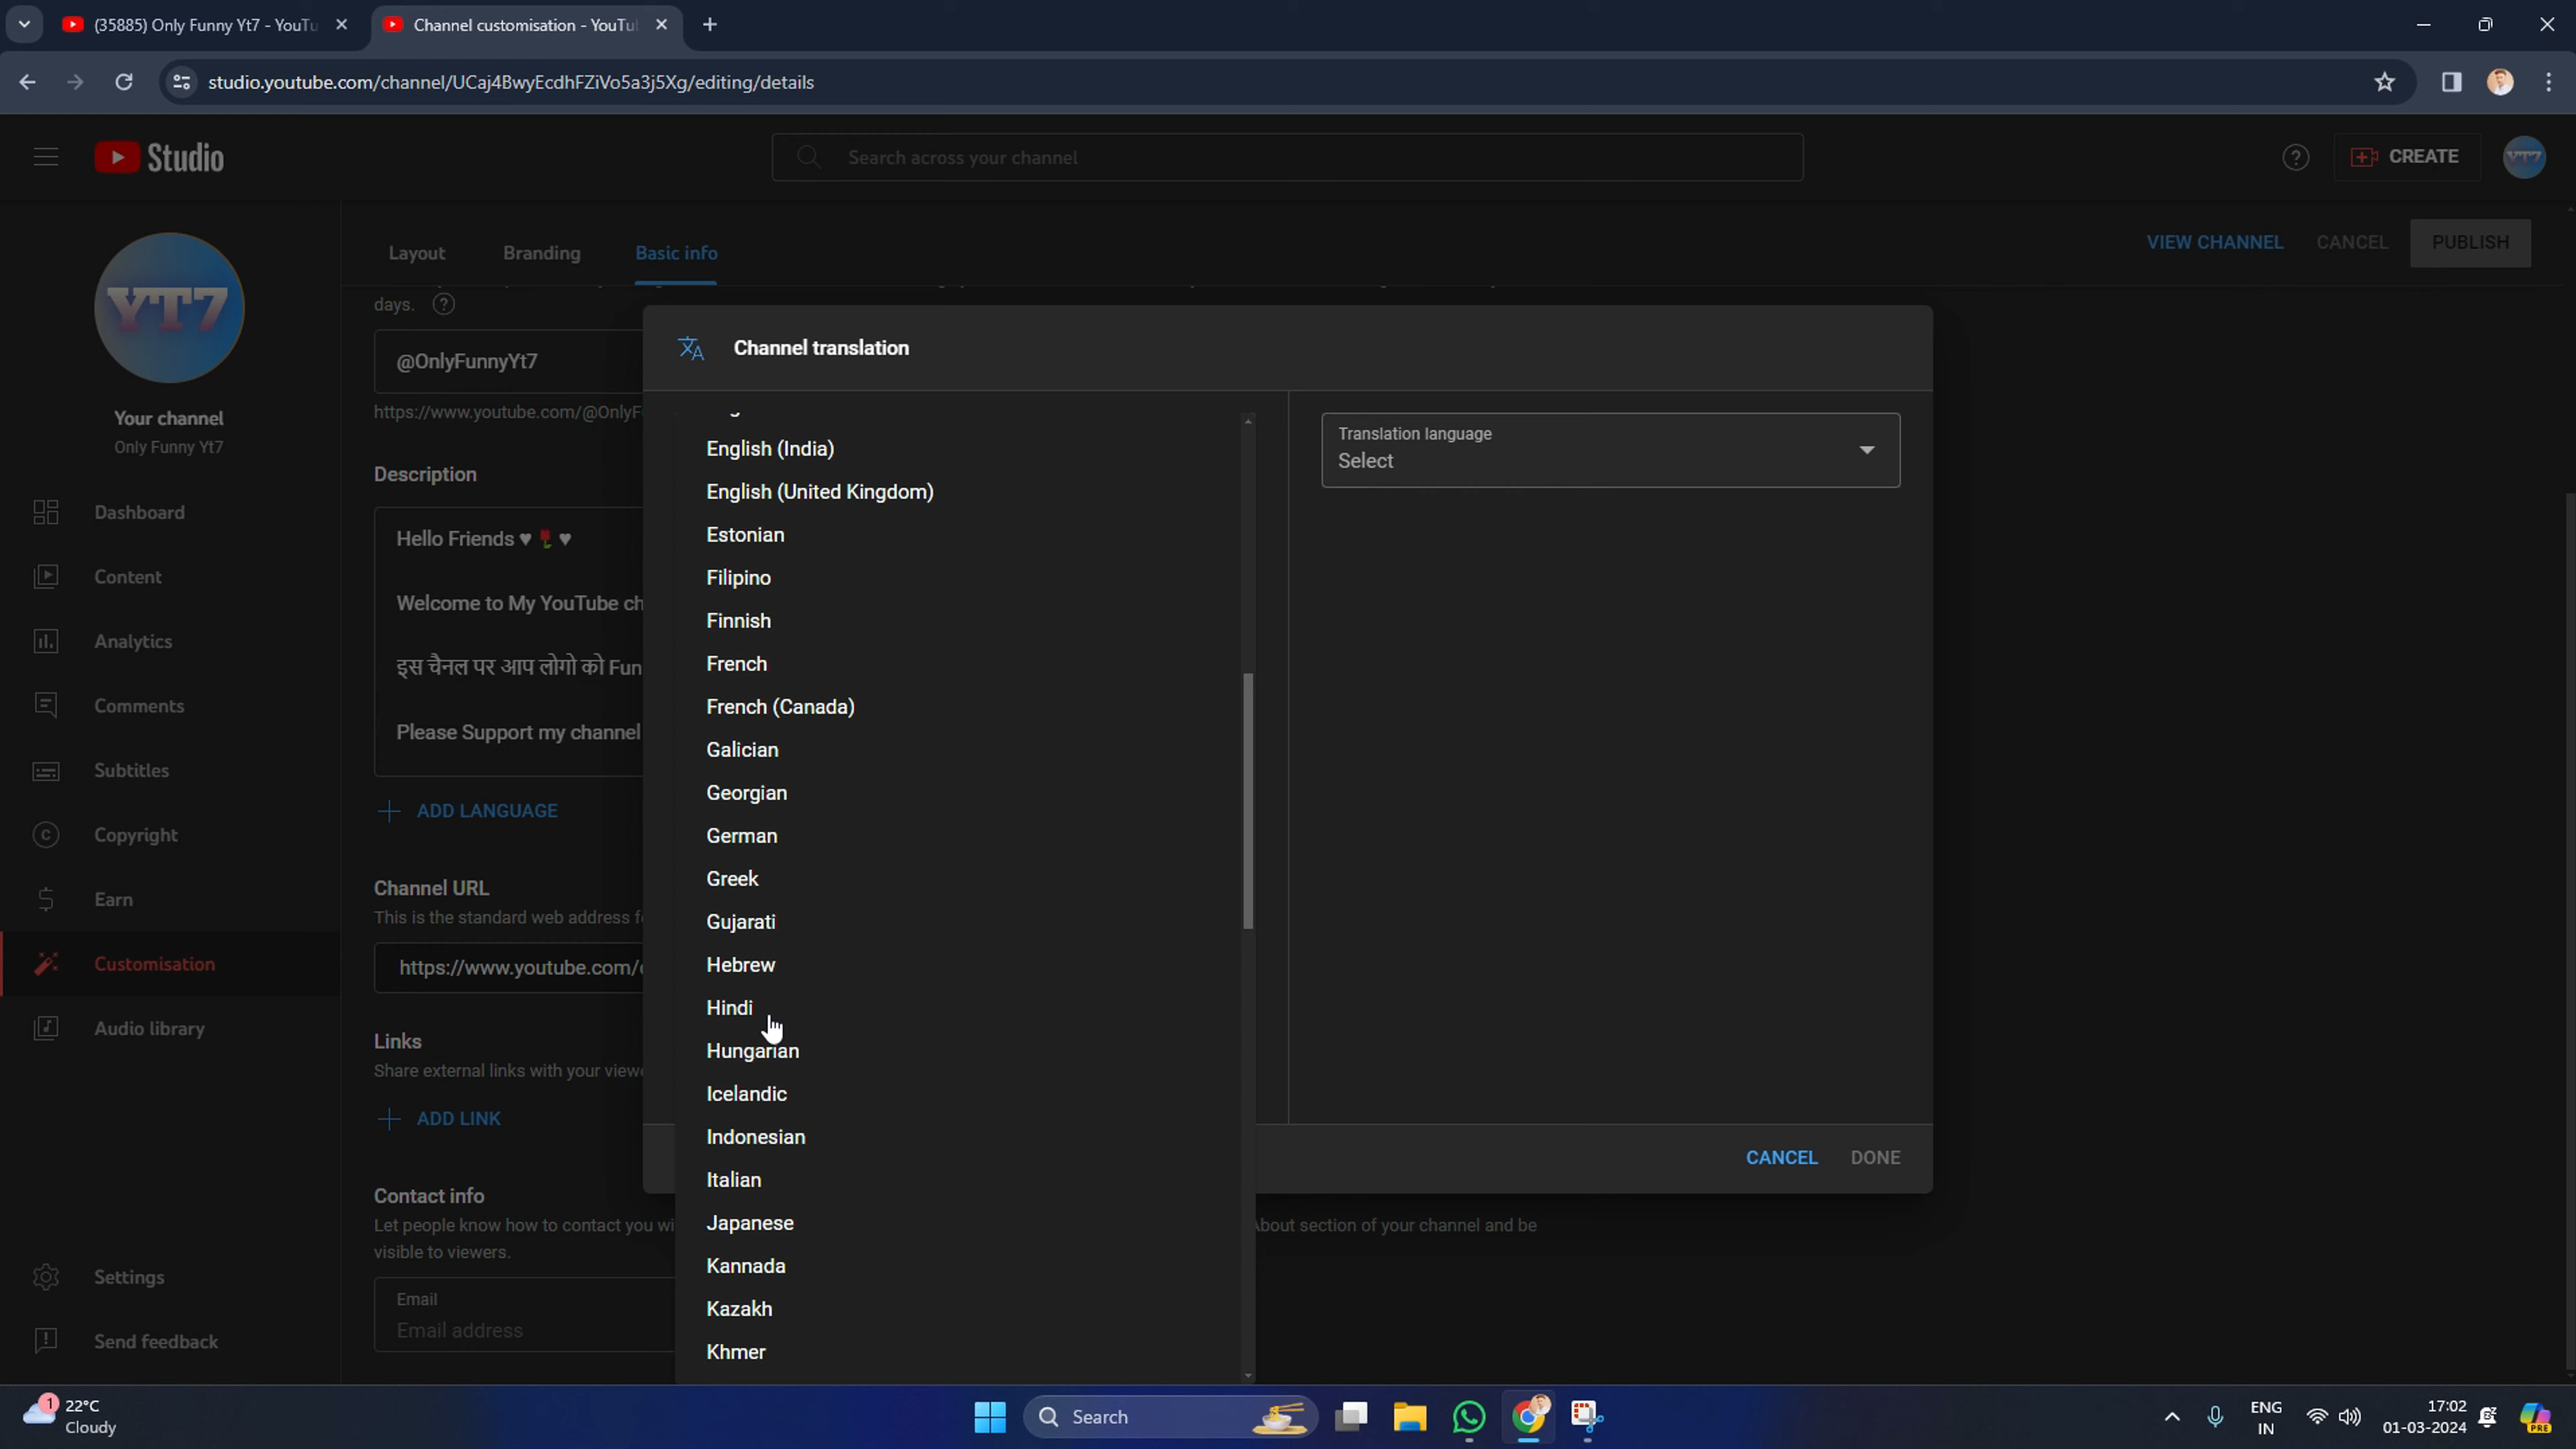 (35885) Only Funny Yt7 - YouTu
Channel customisation - YouTu
studio.youtube.com/channel/UCaj4BwyEcdhFZiVo5a3j5Xg/editing/details
Studio
Search across your channel
CREATE
YT7
YT7
Your channel
Only Funny Yt7
Dashboard
Content
Analytics
Comments
Subtitles
Copyright
Earn
Customisation
Audio library
Settings
Send feedback
Layout Branding Basic info
VIEW CHANNEL CANCEL PUBLISH
days.
@OnlyFunnyYt7
https://www.youtube.com/@OnlyF
Description
Hello Friends ♥🌹♥
Welcome to My YouTube ch
इस चैनल पर आप लोगो को Fun
Please Support my channel
ADD LANGUAGE
Channel URL
This is the standard web address f
https://www.youtube.com/
Links
Share external links with your view
ADD LINK
Contact info
Let people know how to contact you wi
About section of your channel and be
visible to viewers.
Email
Email address
Channel translation
English (India)
English (United Kingdom)
Estonian
Filipino
Finnish
French
French (Canada)
Galician
Georgian
German
Greek
Gujarati
Hebrew
Hindi
Hungarian
Icelandic
Indonesian
Italian
Japanese
Kannada
Kazakh
Khmer
Translation language
Select
CANCEL DONE
1
22°C
Cloudy
Search
ENG
IN
17:02
01-03-2024
PRE